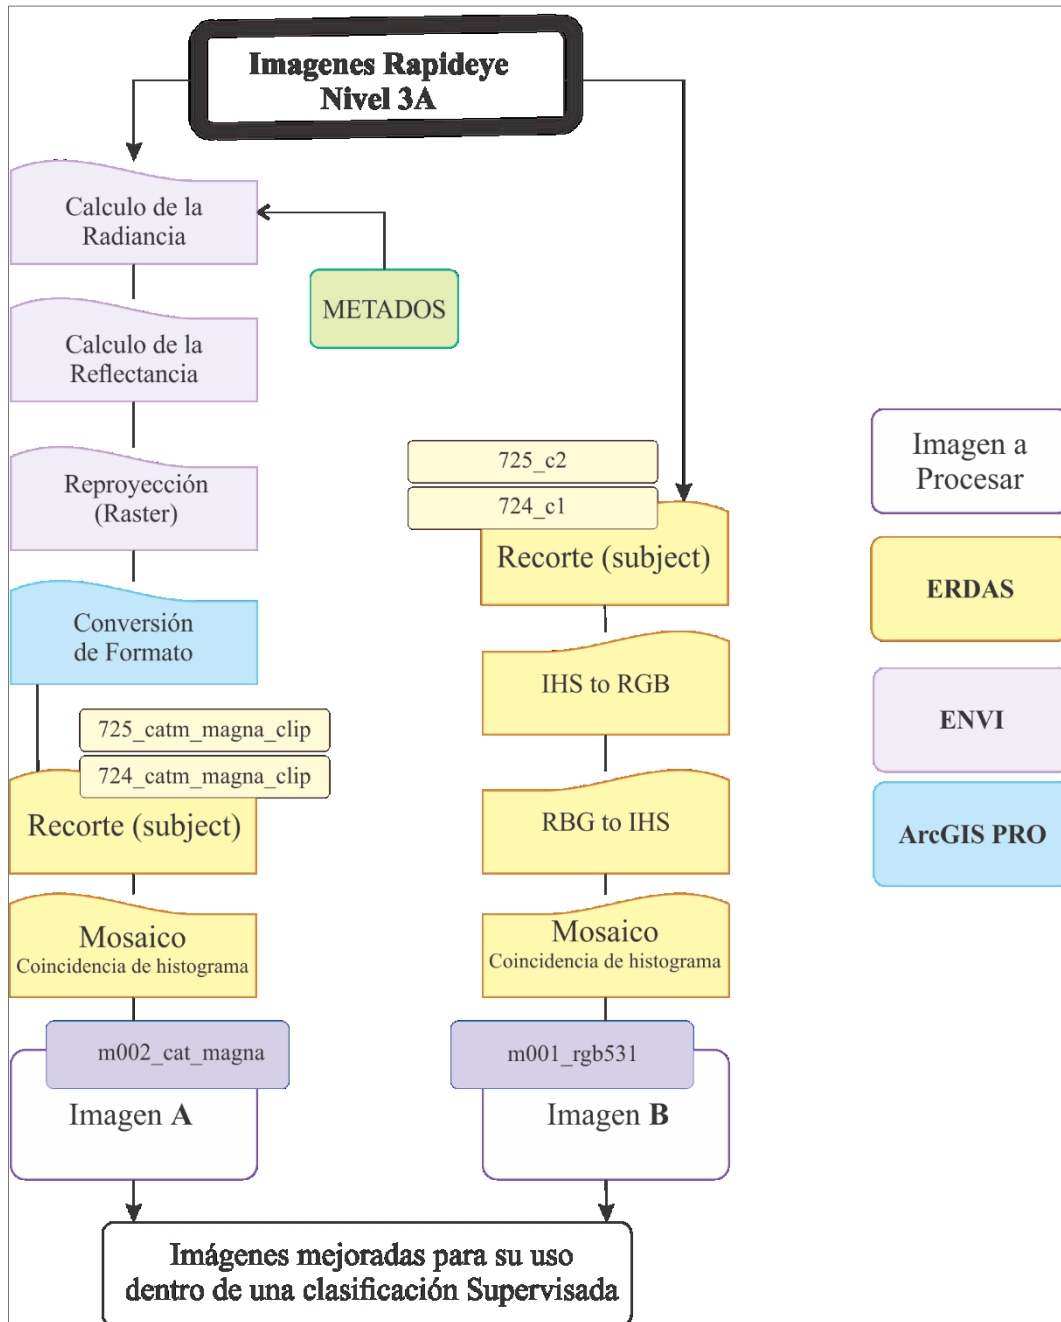 Imagenes Rapideye
Nivel 3A
Calculo de la
Radiancia
METADOS
Calculo de la
Reflectancia
Reproyección
(Raster)
Conversión
de Formato
725_catm_magna_clip
724_catm_magna_clip
Recorte (subject)
Mosaico
Coincidencia de histograma
m002_cat_magna
Imagen A
725_c2
724_c1
Recorte (subject)
IHS to RGB
RBG to IHS
Mosaico
Coincidencia de histograma
m001_rgb531
Imagen B
Imágenes mejoradas para su uso
dentro de una clasificación Supervisada
Imagen a
Procesar
ERDAS
ENVI
ArcGIS PRO